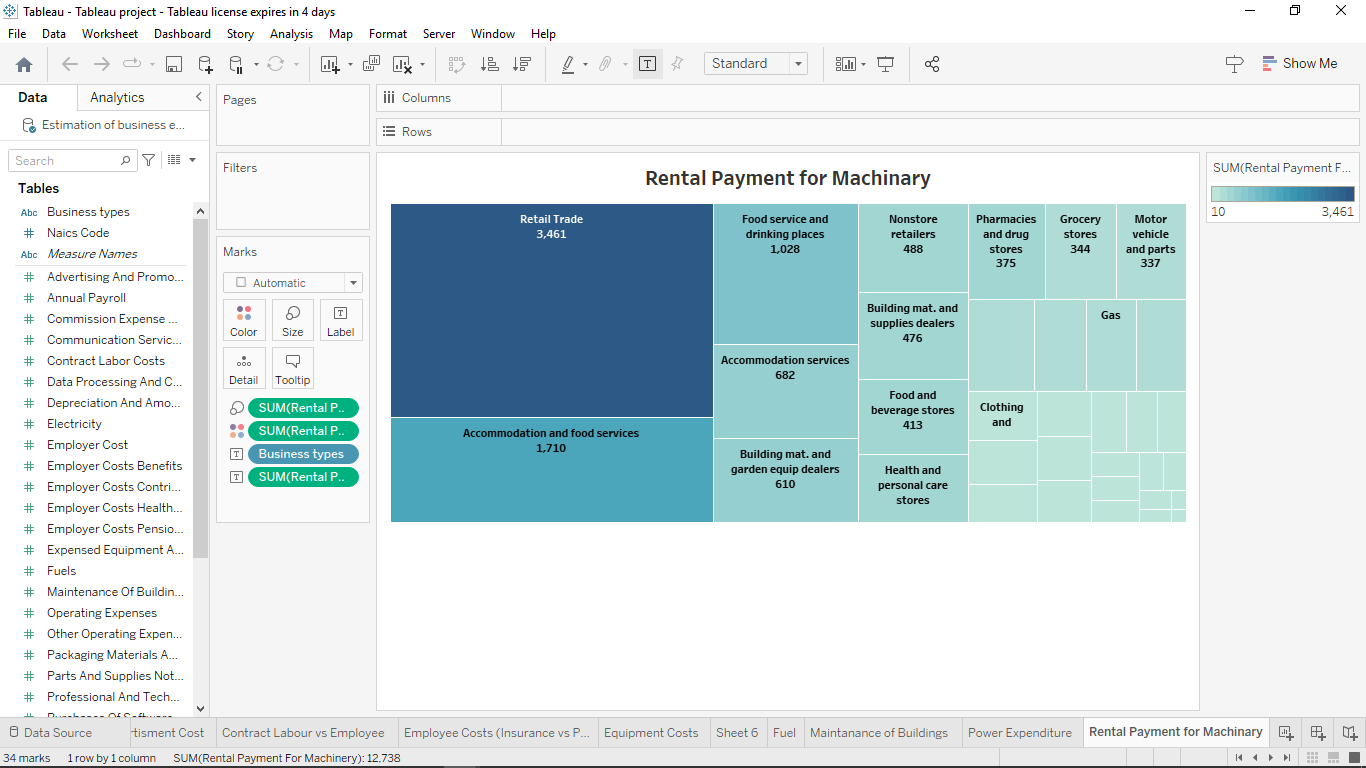 Tableau - Tableau project - Tableau license expires in 4 days
File Data Worksheet Dashboard Story Analysis Map Format Server Window Help
Standard
Show Me
Data Analytics
Estimation of business e...
Search
Tables
Abc Business types
# Naics Code
Abc Measure Names
# Advertising And Promo...
# Annual Payroll
# Commission Expense ...
# Communication Servic...
# Contract Labor Costs
# Data Processing And C...
# Depreciation And Amo...
# Electricity
# Employer Cost
# Employer Costs Benefits
# Employer Costs Contri...
# Employer Costs Health...
# Employer Costs Pensio...
# Expensed Equipment A...
# Fuels
# Maintenance Of Buildin...
# Operating Expenses
# Other Operating Expen...
# Packaging Materials A...
# Parts And Supplies Not...
# Professional And Tech...
Pages
Filters
Marks
Automatic
Color Size Label
Detail Tooltip
SUM(Rental P..
SUM(Rental P..
Business types
SUM(Rental P..
Columns
Rows
Rental Payment for Machinary
Retail Trade
3,461
Accommodation and food services
1,710
Food service and
drinking places
1,028
Accommodation services
682
Building mat. and
garden equip dealers
610
Nonstore
retailers
488
Building mat. and
supplies dealers
476
Food and
beverage stores
413
Health and
personal care
stores
Pharmacies
and drug
stores
375
Grocery
stores
344
Motor
vehicle
and parts
337
Gas
Clothing
and
SUM(Rental Payment F...
10 3,461
Data Source
rtisment Cost
Contract Labour vs Employee
Employee Costs (Insurance vs P...
Equipment Costs
Sheet 6
Fuel
Maintanance of Buildings
Power Expenditure
Rental Payment for Machinary
34 marks 1 row by 1 column SUM(Rental Payment For Machinery): 12,738